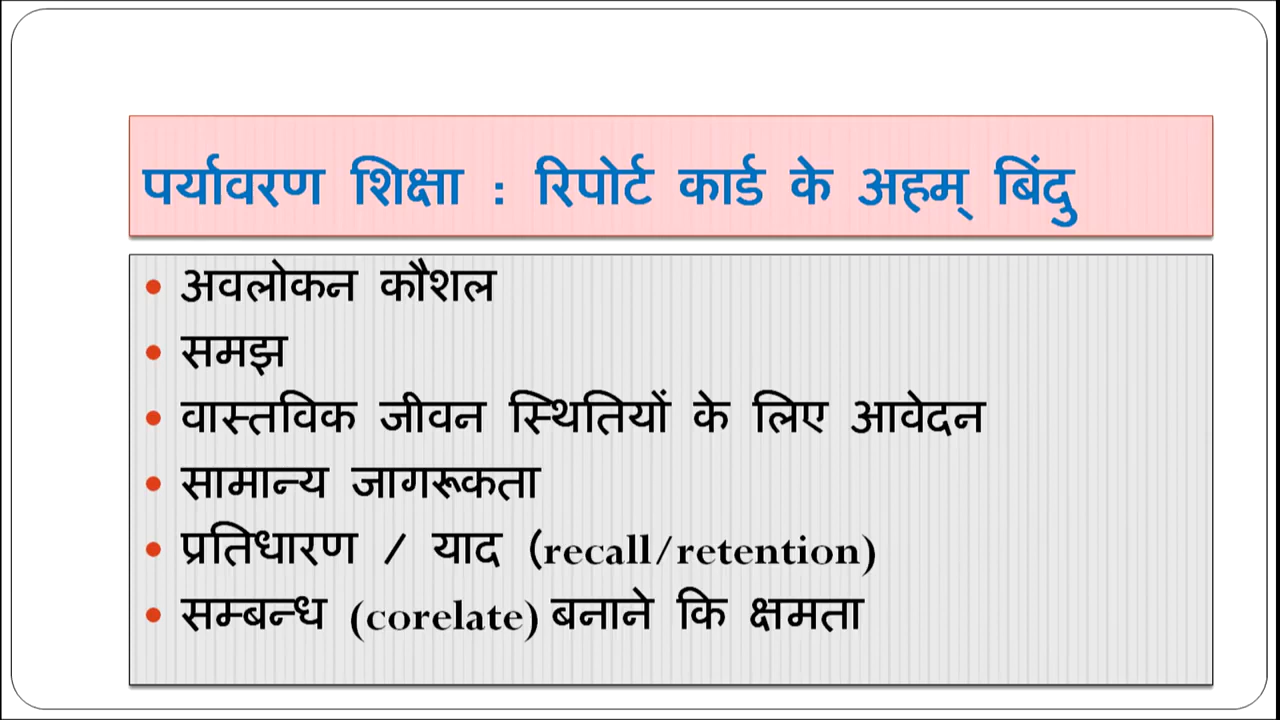 पर्यावरण शिक्षा : रिपोर्ट कार्ड के अहम् बिंदु
• अवलोकन कौशल
• समझ
• वास्तविक जीवन स्थितियों के लिए आवेदन
• सामान्य जागरूकता
• प्रतिधारण / याद (recall/retention)
• सम्बन्ध (corelate) बनाने कि क्षमता